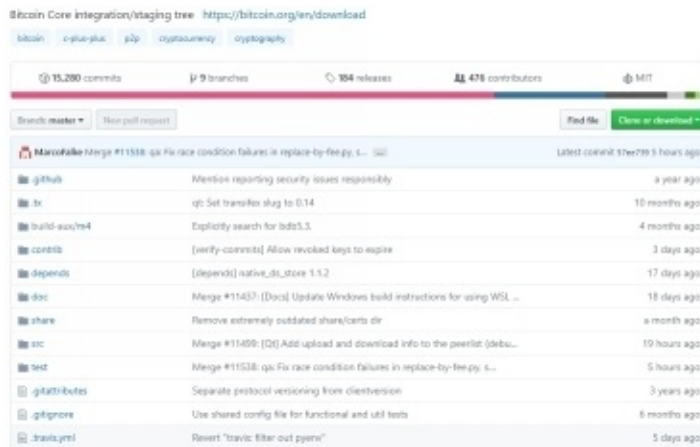 Bitcoin Core integration/staging tree https://bitcoin.org/en/download
bitcoin c-plus-plus p2p cryptocurrency cryptography
15,280 commits 9 branches 184 releases 476 contributors MIT
Branch: master New pull request Find file Clone or download
MarcoFalke Merge #11538: qa: Fix race condition failures in replace-by-fee.py, s... Latest commit 57ee739 5 hours ago
.github Mention reporting security issues responsibly a year ago
.tx qt: Set transifex slug to 0.14 10 months ago
build-aux/m4 Explicitly search for bdb5.3. 4 months ago
contrib [verify-commits] Allow revoked keys to expire 3 days ago
depends [depends] native_ds_store 1.1.2 17 days ago
doc Merge #11437: [Docs] Update Windows build instructions for using WSL ... 18 days ago
share Remove extremely outdated share/certs dir a month ago
src Merge #11499: [Qt] Add upload and download info to the peerlist (debu... 19 hours ago
test Merge #11538: qa: Fix race condition failures in replace-by-fee.py, s... 5 hours ago
.gitattributes Separate protocol versioning from clientversion 3 years ago
.gitignore Use shared config file for functional and util tests 6 months ago
.travis.yml Revert "travis: filter out pyenv" 5 days ago